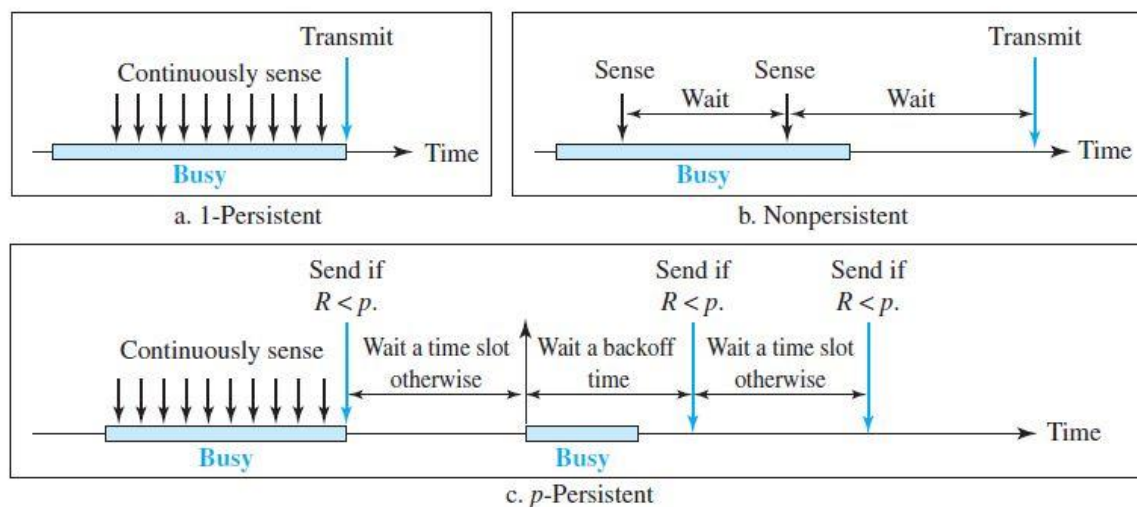 Transmit
Continuously sense
Time
Busy
a. 1-Persistent
Transmit
Sense
Sense
Wait
Wait
Time
Busy
b. Nonpersistent
Send if
R < p.
Send if
R < p.
Send if
R < p.
Continuously sense
Wait a time slot
otherwise
Wait a backoff
time
Wait a time slot
otherwise
Time
Busy
Busy
c. p-Persistent